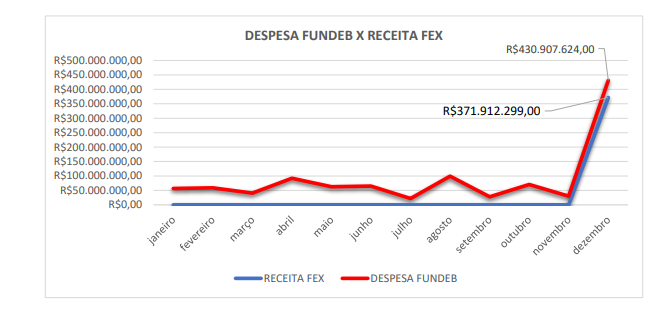 DESPESA FUNDEB X RECEITA FEX
R$430.907.624,00
R$500.000.000,00
R$450.000.000,00
R$400.000.000,00
R$350.000.000,00
R$371.912.299,00
R$300.000.000,00
R$250.000.000,00
R$200.000.000,00
R$150.000.000,00
R$100.000.000,00
R$50.000.000,00
R$0,00
janeiro
fevereiro
março
abril
maio
junho
julho
agosto
setembro
outubro
novembro
dezembro
RECEITA FEX
DESPESA FUNDEB